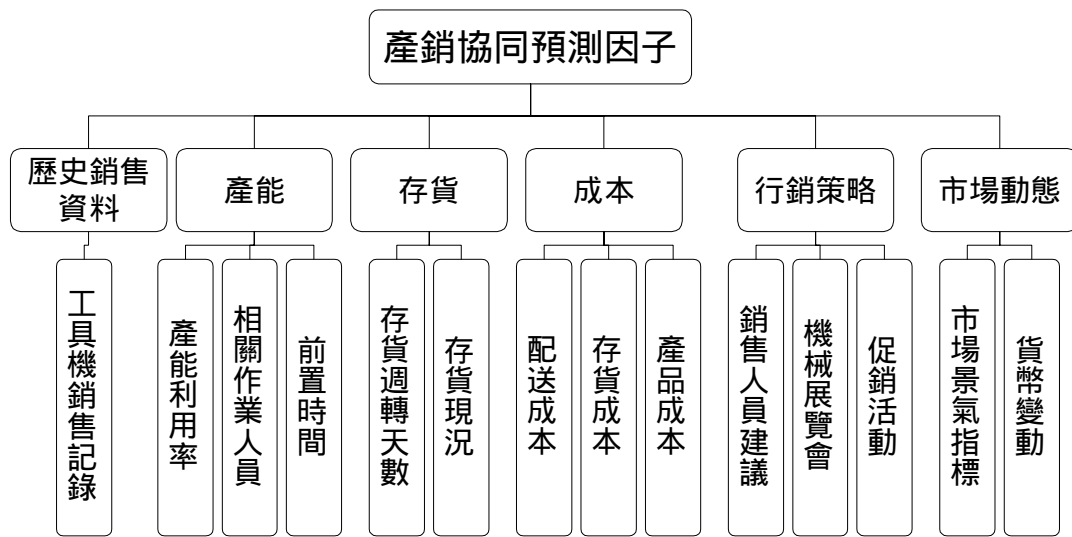 產銷協同預測因子
歷史銷售
資料
產能
存貨
成本
行銷策略
市場動態
工具機銷售記錄
產能利用率
相關作業人員
前置時間
存貨週轉天數
存貨現況
配送成本
存貨成本
產品成本
銷售人員建議
機械展覽會
促銷活動
市場景氣指標
貨幣變動